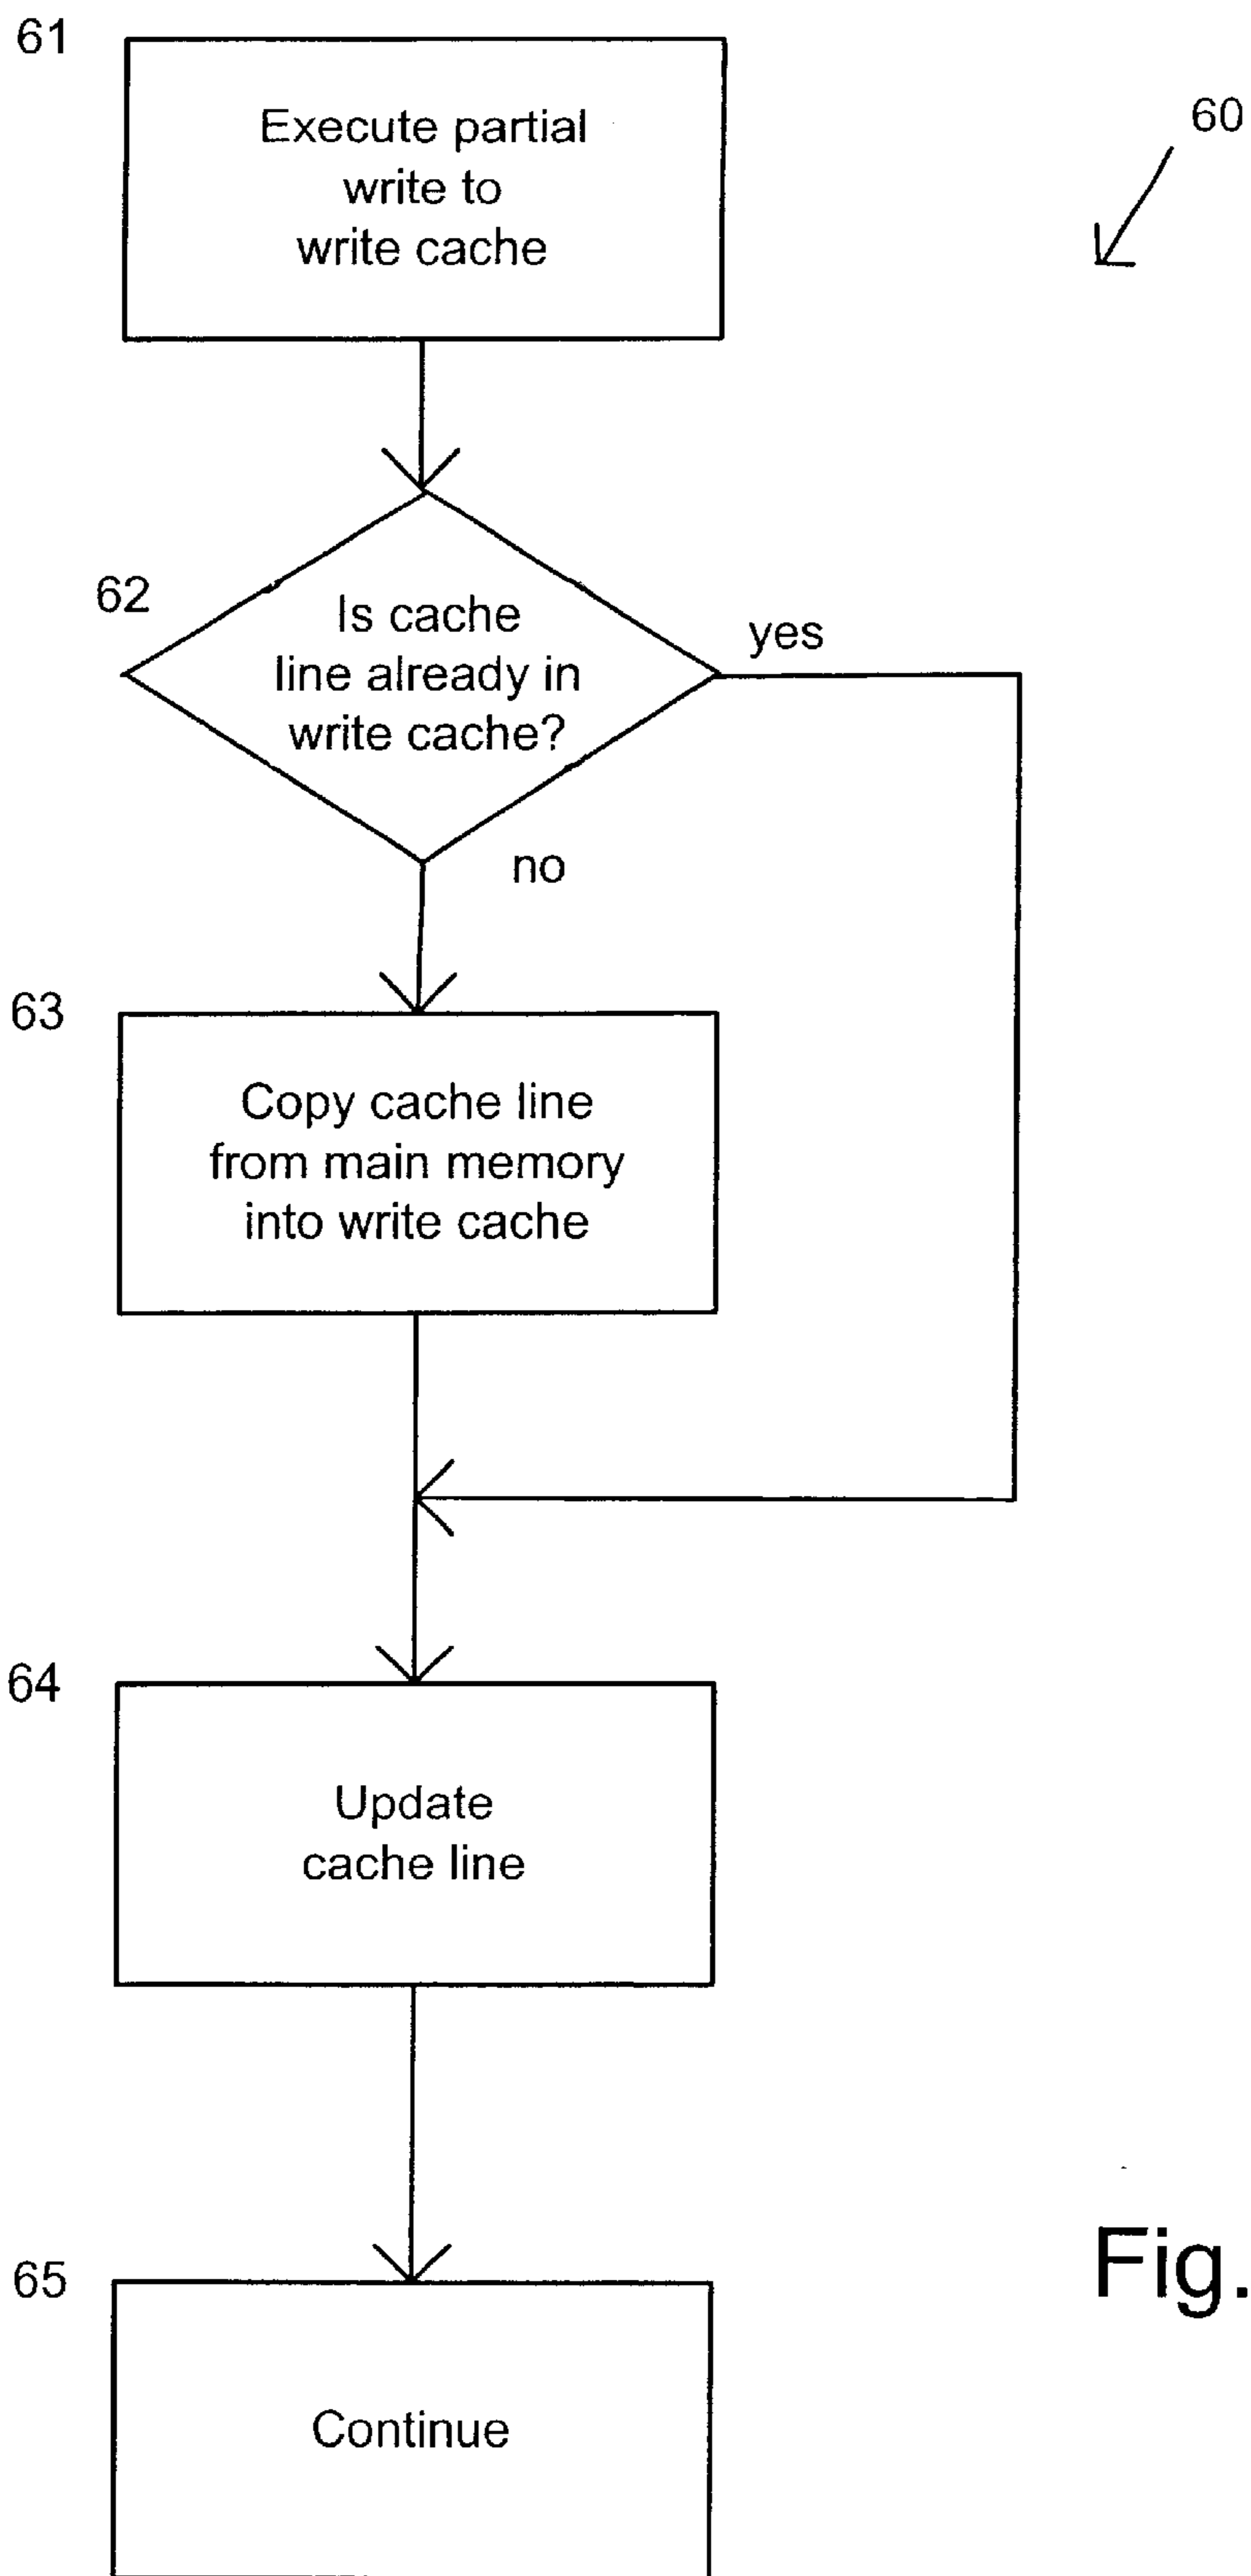 61
Execute partial
write to
write cache
60
62
Is cache
line already in
write cache?
yes
no
63
Copy cache line
from main memory
into write cache
64
Update
cache line
65
Continue
Fig.